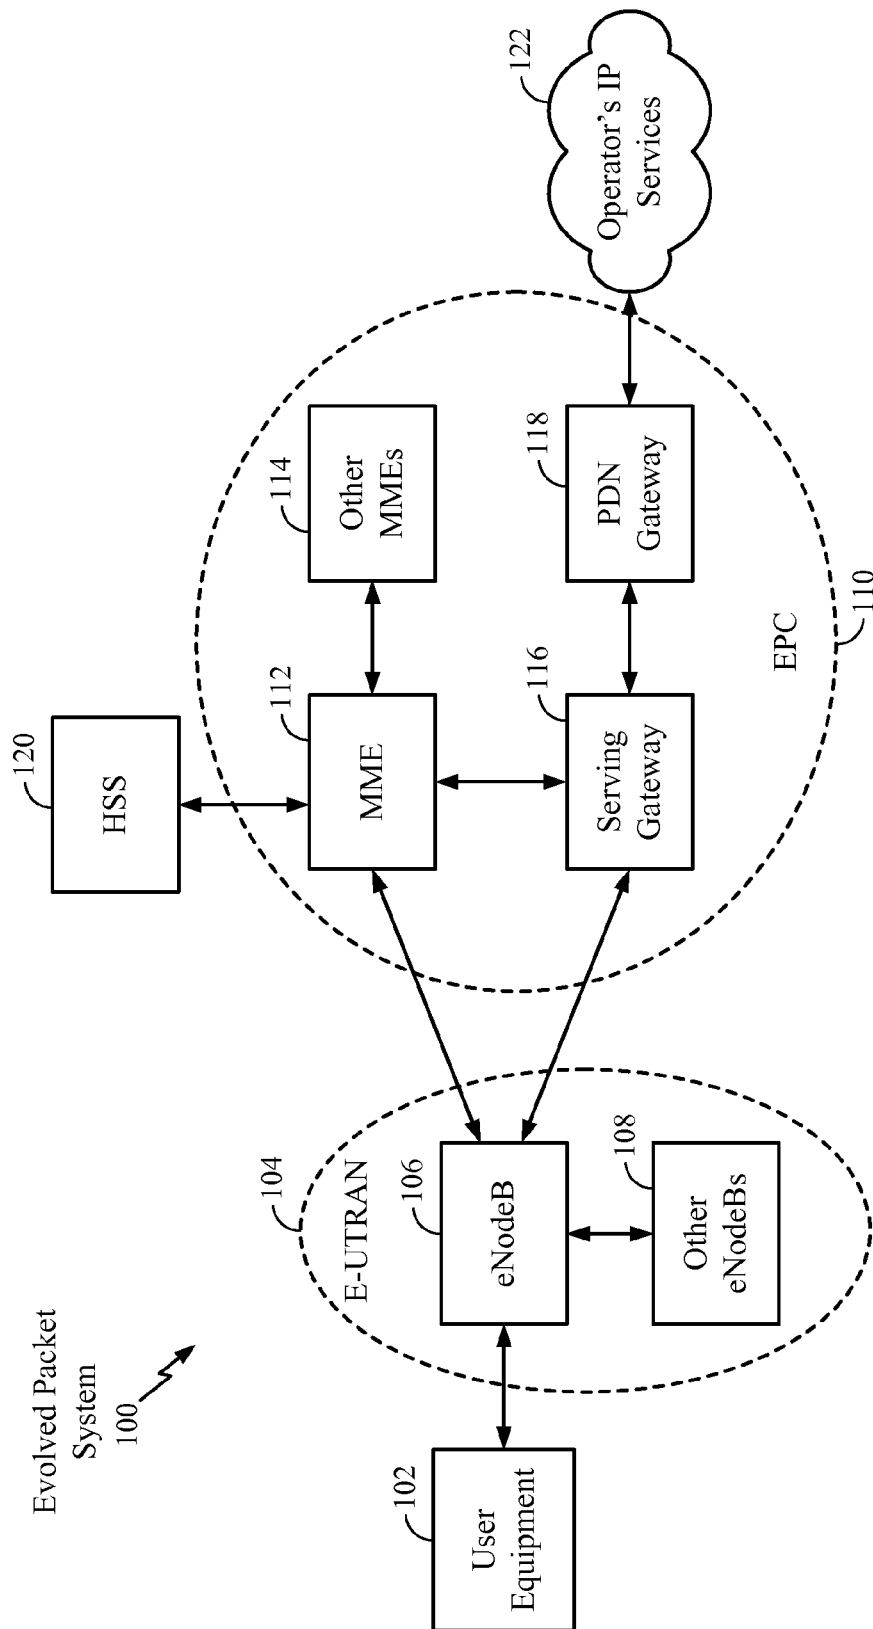 Evolved Packet
System
100
102
User
Equipment
104
E-UTRAN
106
eNodeB
108
Other
eNodeBs
120
HSS
112
MME
114
Other
MMEs
116
Serving
Gateway
118
PDN
Gateway
EPC
110
122
Operator's IP
Services